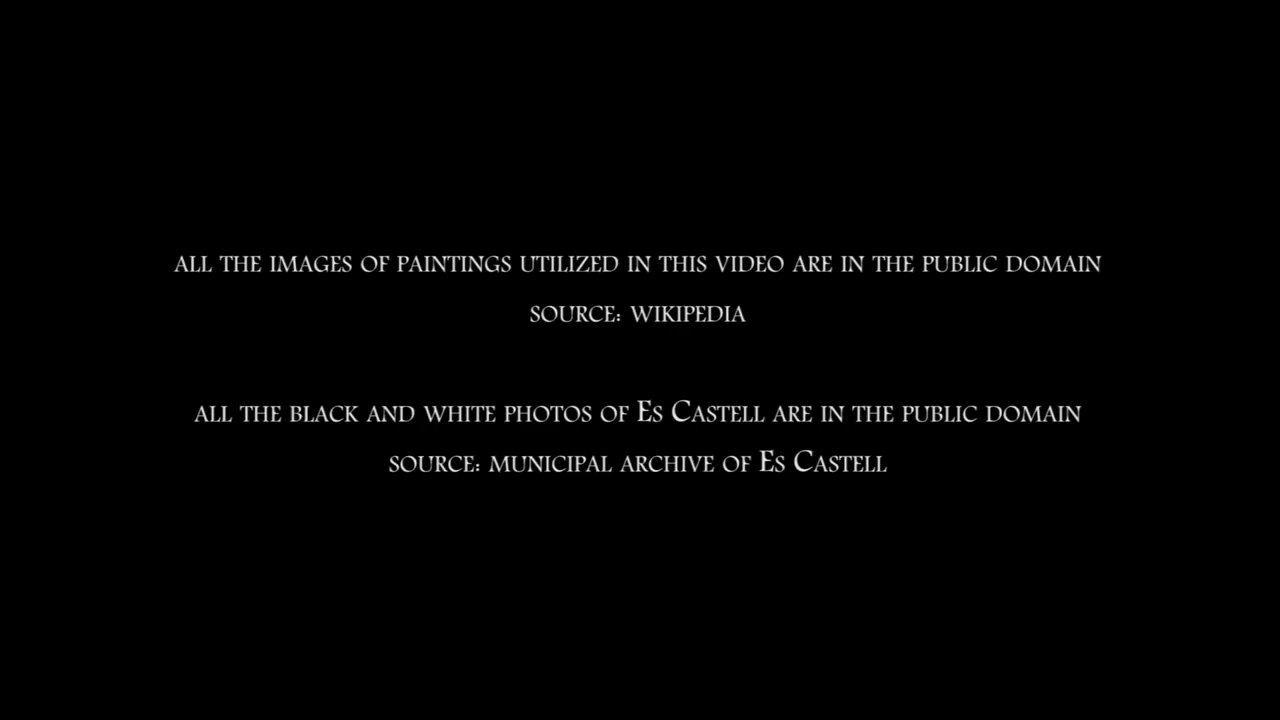 ALL THE IMAGES OF PAINTINGS UTILIZED IN THIS VIDEO ARE IN THE PUBLIC DOMAIN
SOURCE: WIKIPEDIA
ALL THE BLACK AND WHITE PHOTOS OF ES CASTELL ARE IN THE PUBLIC DOMAIN
SOURCE: MUNICIPAL ARCHIVE OF ES CASTELL